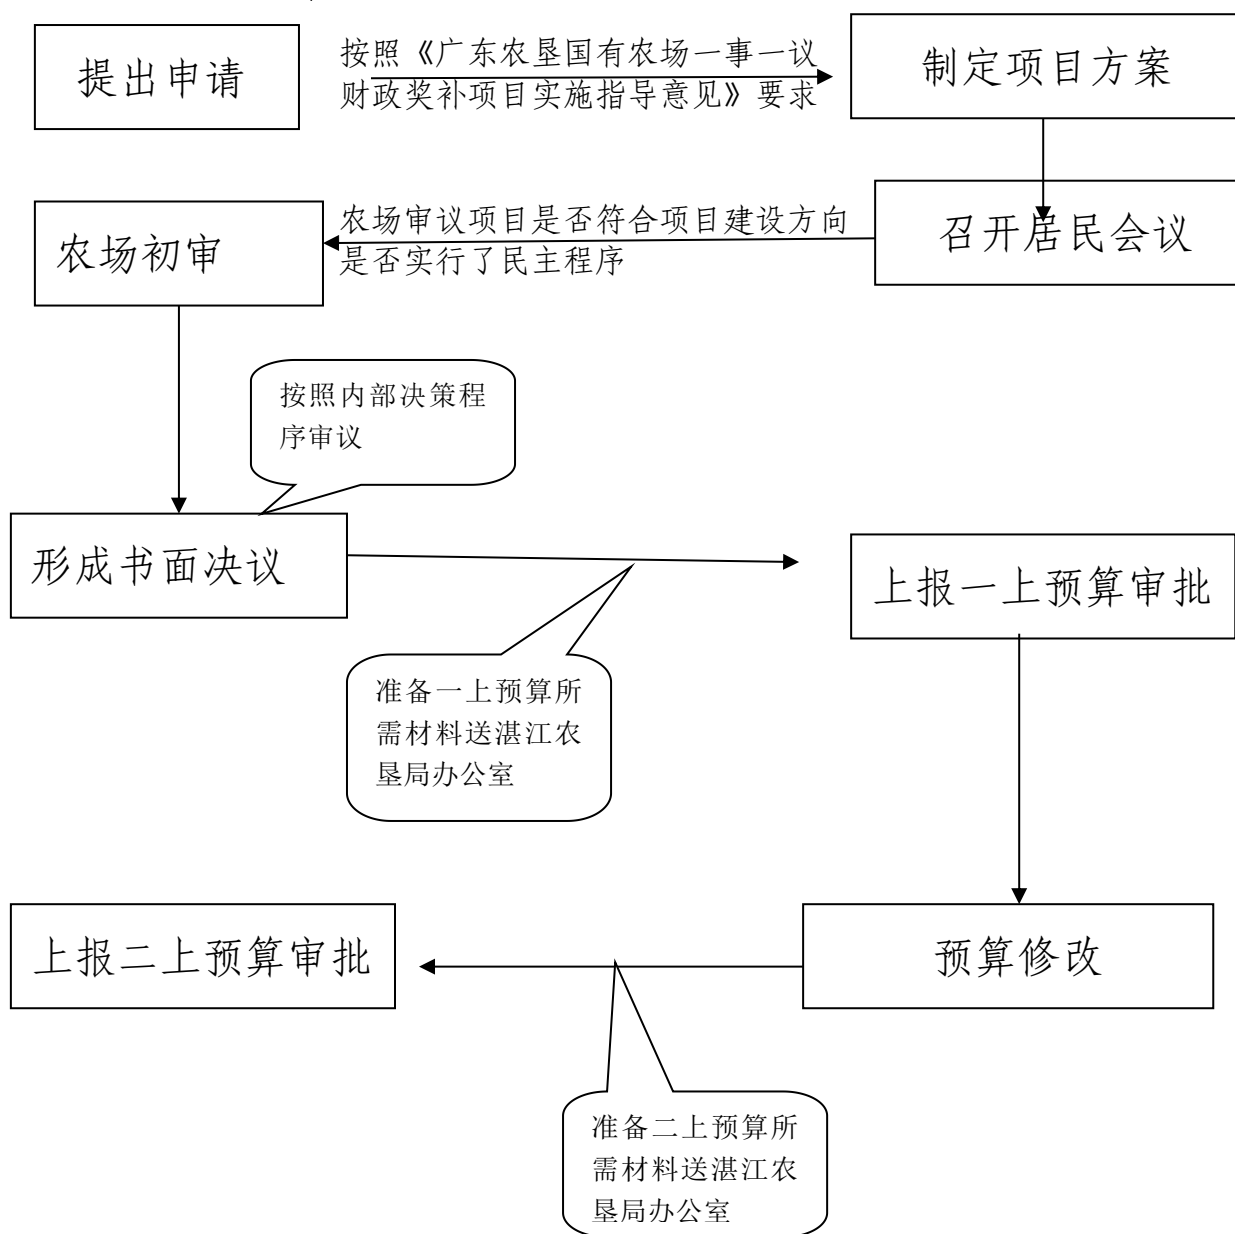 提出申请
按照《广东农垦国有农场一事一议
财政奖补项目实施指导意见》要求
制定项目方案
农场初审
农场审议项目是否符合项目建设方向
是否实行了民主程序
召开居民会议
按照内部决策程
序审议
形成书面决议
上报一上预算审批
准备一上预算所
需材料送湛江农
垦局办公室
上报二上预算审批
预算修改
准备二上预算所
需材料送湛江农
垦局办公室